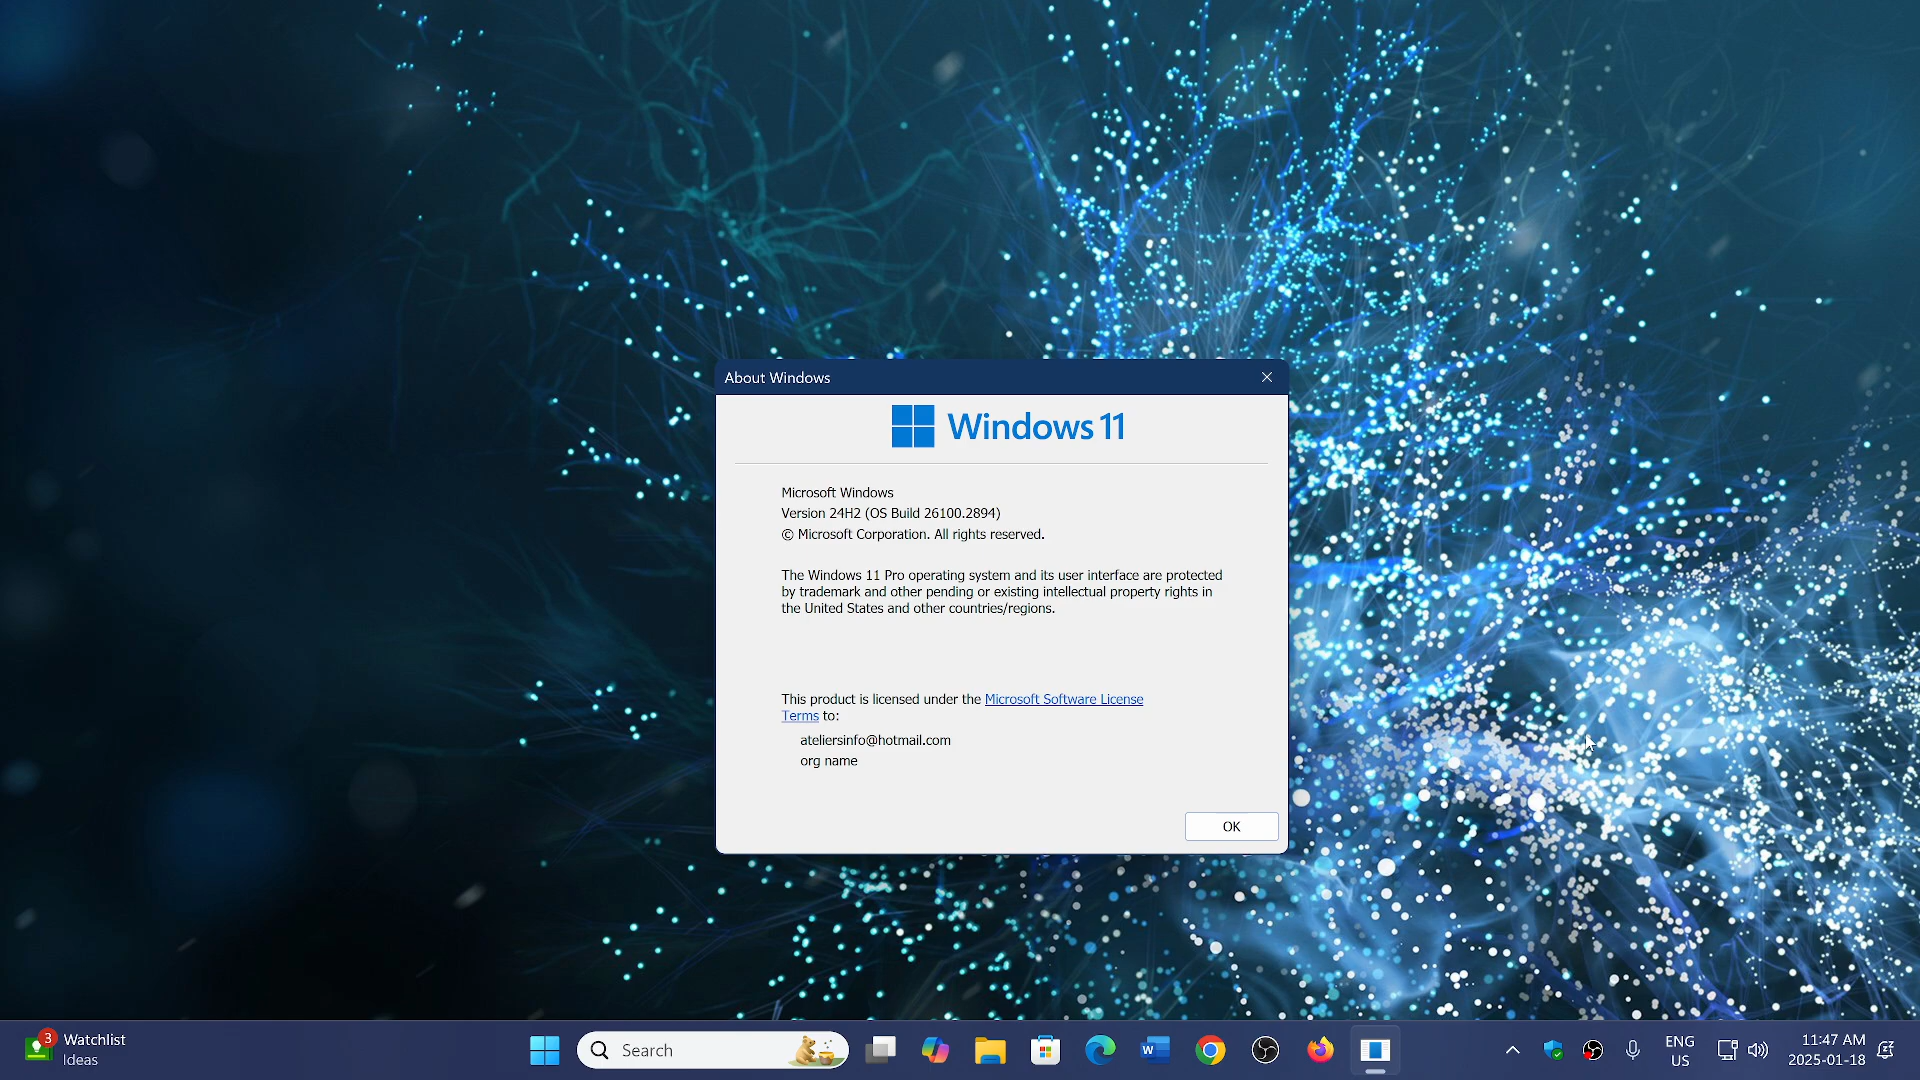 About Windows
Windows 11
Microsoft Windows
Version 24H2 (OS Build 26100.2894)
© Microsoft Corporation. All rights reserved.
The Windows 11 Pro operating system and its user interface are protected
by trademark and other pending or existing intellectual property rights in
the United States and other countries/regions.
This product is licensed under the Microsoft Software License
Terms to:
ateliersinfo@hotmail.com
org name
OK
3
Watchlist
Ideas
Search
W
ENG
US
11:47 AM
2025-01-18